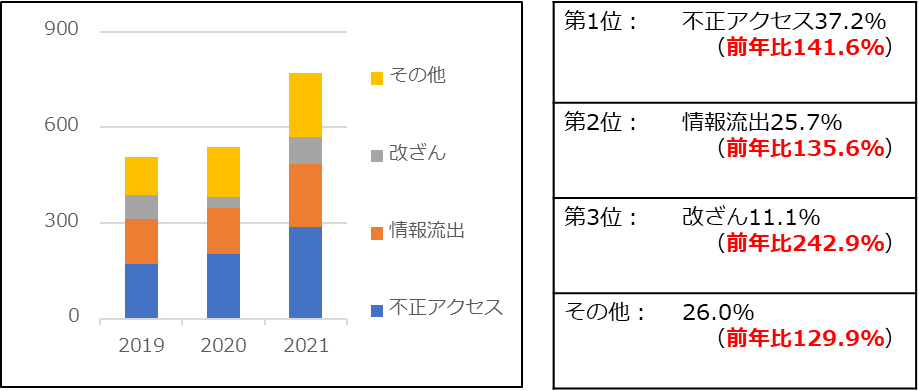 900
600
300
0
2019
2020
2021
その他
改ざん
情報流出
不正アクセス
第1位： 不正アクセス37.2%
（前年比141.6%）
第2位： 情報流出25.7%
（前年比135.6%）
第3位： 改ざん11.1%
（前年比242.9%）
その他： 26.0%
（前年比129.9%）